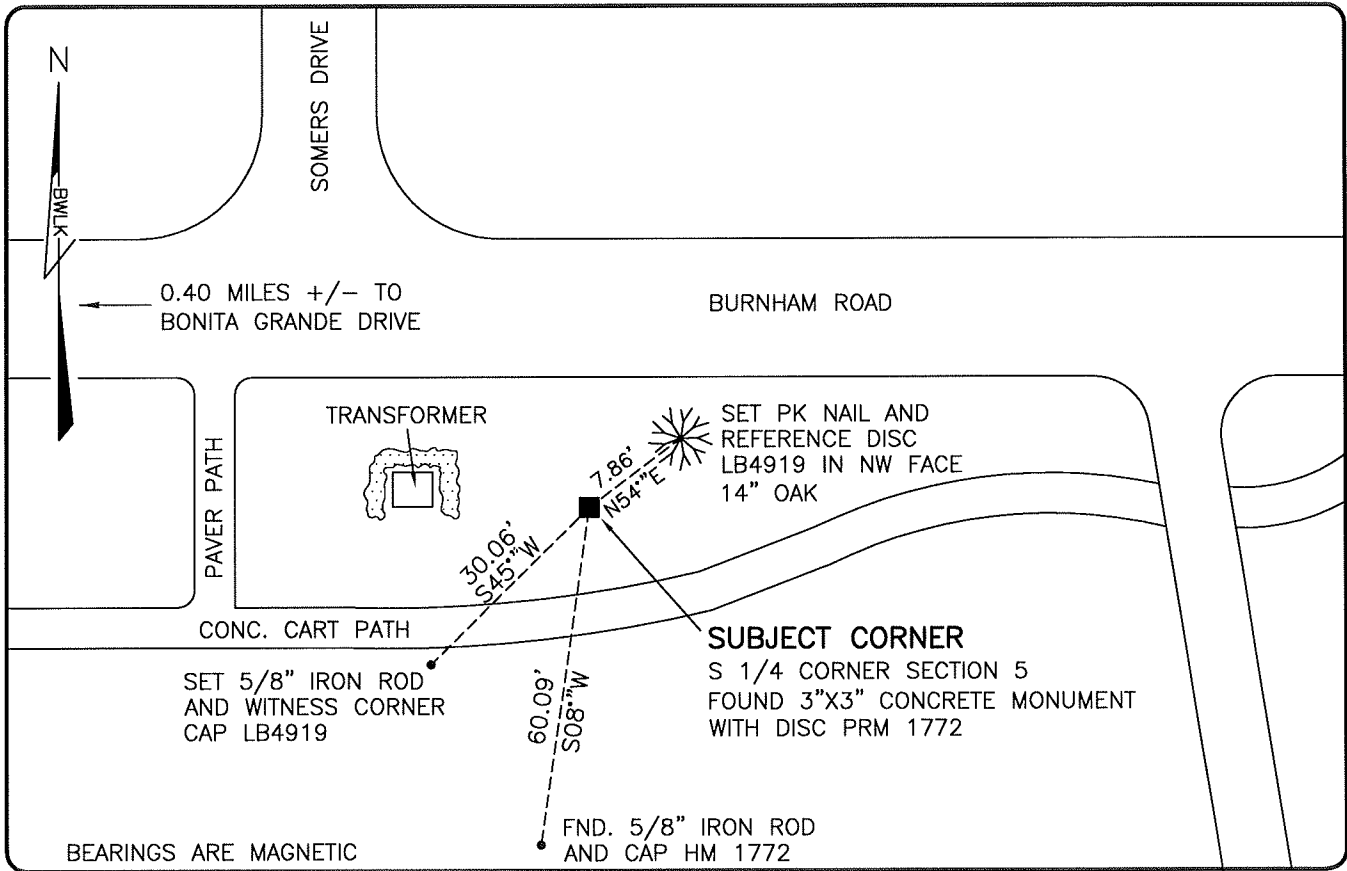 N
BWLK
SOMERS DRIVE
0.40 MILES +/- TO
BONITA GRANDE DRIVE
BURNHAM ROAD
TRANSFORMER
PAVER PATH
7.86'
N54°'"E
SET PK NAIL AND
REFERENCE DISC
LB4919 IN NW FACE
14" OAK
30.06'
S45°'"W
CONC. CART PATH
SET 5/8" IRON ROD
AND WITNESS CORNER
CAP LB4919
60.09'
S08°'"W
SUBJECT CORNER
S 1/4 CORNER SECTION 5
FOUND 3"X3" CONCRETE MONUMENT
WITH DISC PRM 1772
FND. 5/8" IRON ROD
AND CAP HM 1772
BEARINGS ARE MAGNETIC